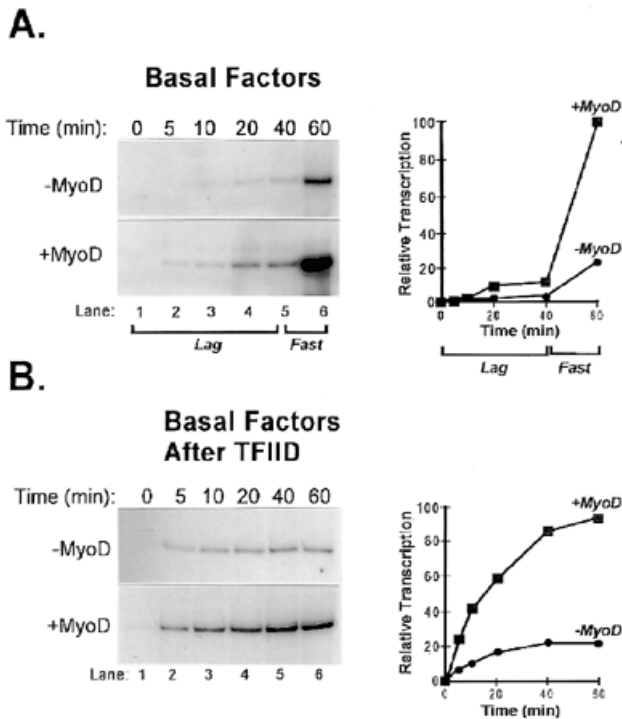 A.
Basal Factors
Time (min): 0 5 10 20 40 60
-MyoD
+MyoD
Lane: 1 2 3 4 5 6
Lag Fast
Relative Transcription
100
80
60
40
20
0
+MyoD
-MyoD
0 20 40 60
Time (min)
Lag Fast
B.
Basal Factors
After TFIID
Time (min): 0 5 10 20 40 60
-MyoD
+MyoD
Lane: 1 2 3 4 5 6
Relative Transcription
100
80
60
40
20
0
+MyoD
-MyoD
0 20 40 60
Time (min)